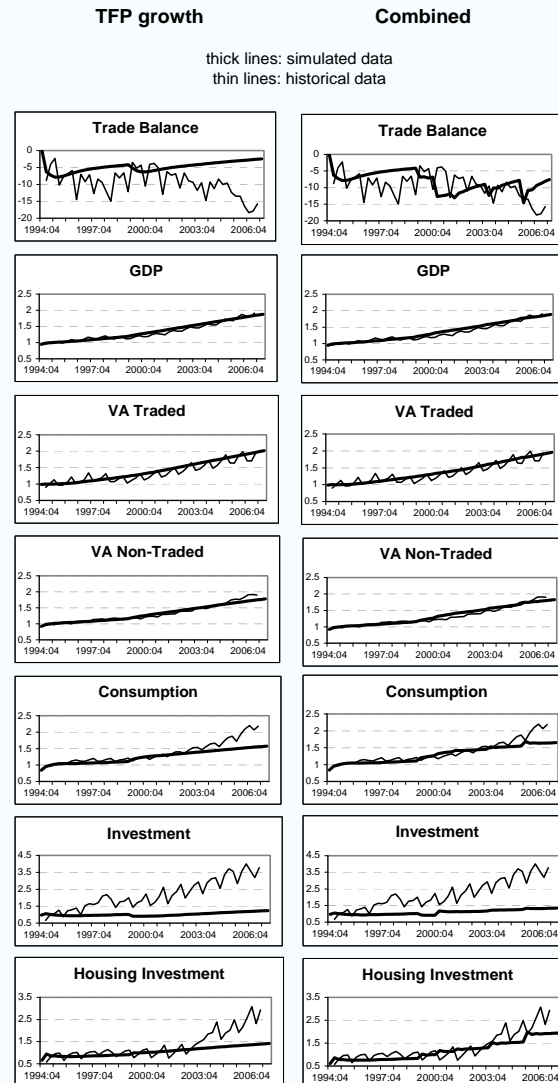 TFP growth
Combined
thick lines: simulated data
thin lines: historical data
Trade Balance
0
-5
-10
-15
-20
1994:04 1997:04 2000:04 2003:04 2006:04
Trade Balance
0
-5
-10
-15
-20
1994:04 1997:04 2000:04 2003:04 2006:04
GDP
2.5
2
1.5
1
0.5
1994:04 1997:04 2000:04 2003:04 2006:04
GDP
2.5
2
1.5
1
0.5
1994:04 1997:04 2000:04 2003:04 2006:04
VA Traded
2.5
2
1.5
1
0.5
1994:04 1997:04 2000:04 2003:04 2006:04
VA Traded
2.5
2
1.5
1
0.5
1994:04 1997:04 2000:04 2003:04 2006:04
VA Non-Traded
2.5
2
1.5
1
0.5
1994:04 1997:04 2000:04 2003:04 2006:04
VA Non-Traded
2.5
2
1.5
1
0.5
1994:04 1997:04 2000:04 2003:04 2006:04
Consumption
2.5
2
1.5
1
0.5
1994:04 1997:04 2000:04 2003:04 2006:04
Consumption
2.5
2
1.5
1
0.5
1994:04 1997:04 2000:04 2003:04 2006:04
Investment
4.5
3.5
2.5
1.5
0.5
1994:04 1997:04 2000:04 2003:04 2006:04
Investment
4.5
3.5
2.5
1.5
0.5
1994:04 1997:04 2000:04 2003:04 2006:04
Housing Investment
3.5
2.5
1.5
0.5
1994:04 1997:04 2000:04 2003:04 2006:04
Housing Investment
3.5
2.5
1.5
0.5
1994:04 1997:04 2000:04 2003:04 2006:04